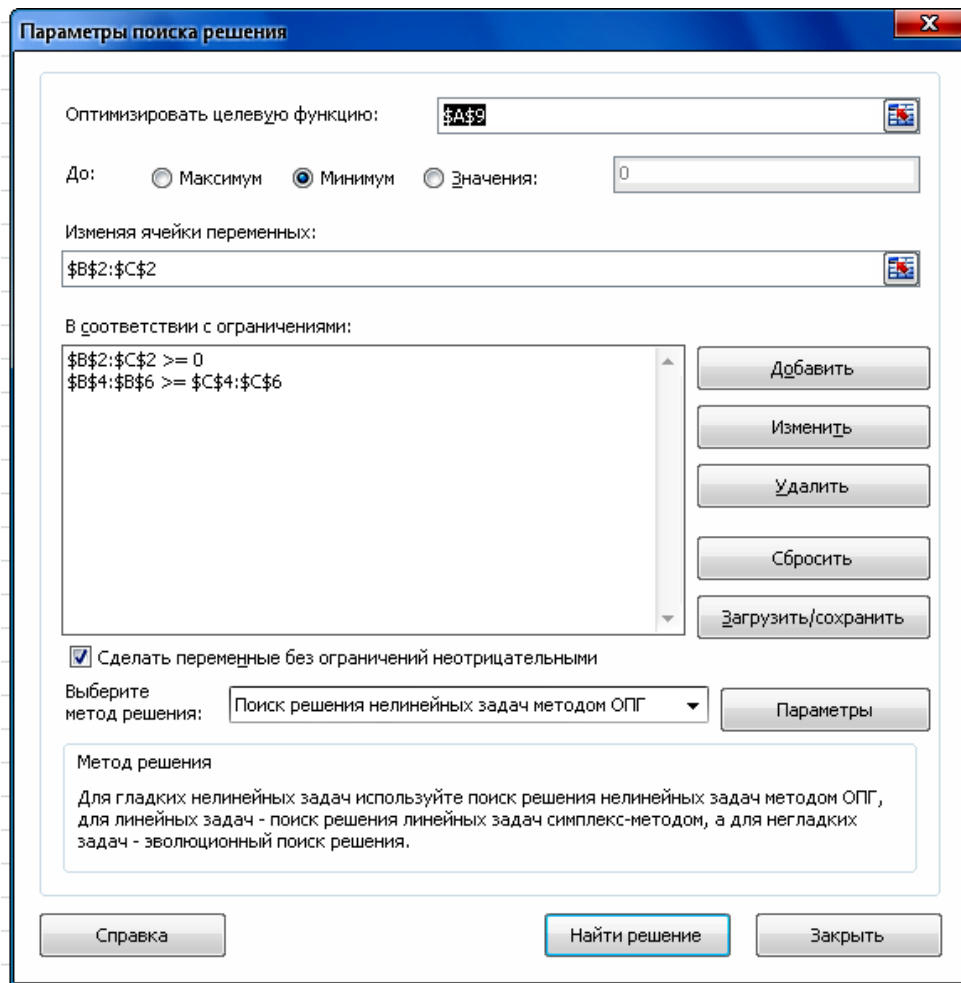 Параметры поиска решения
X
Оптимизировать целевую функцию:
$A$9
До:
Максимум
Минимум
Значения:
0
Изменяя ячейки переменных:
$B$2:$C$2
В соответствии с ограничениями:
$B$2:$C$2 >= 0
$B$4:$B$6 >= $C$4:$C$6
Добавить
Изменить
Удалить
Сбросить
Загрузить/сохранить
Сделать переменные без ограничений неотрицательными
Выберите
метод решения:
Поиск решения нелинейных задач методом ОПГ
Параметры
Метод решения
Для гладких нелинейных задач используйте поиск решения нелинейных задач методом ОПГ,
для линейных задач - поиск решения линейных задач симплекс-методом, а для негладких
задач - эволюционный поиск решения.
Справка
Найти решение
Закрыть